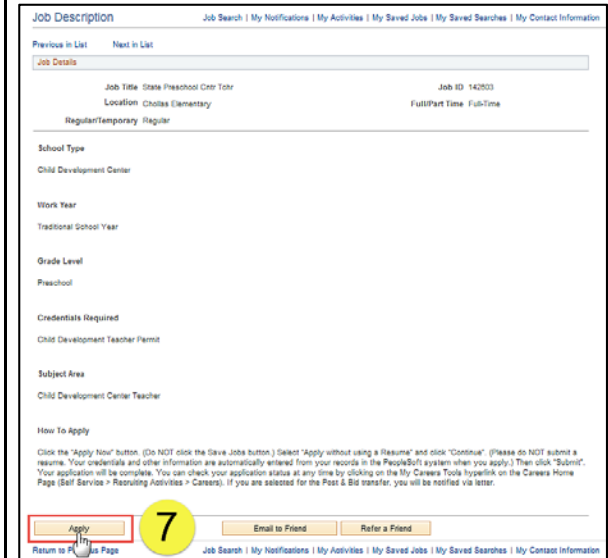 Job Description
Job Search | My Notifications | My Activities | My Saved Jobs | My Saved Searches | My Contact Information
Previous in List Next in List
Job Details
Job Title State Preschool Cntr Tchr Job ID 142603
Location Chollas Elementary Full/Part Time Full-Time
Regular/Temporary Regular
School Type
Child Development Center
Work Year
Traditional School Year
Grade Level
Preschool
Credentials Required
Child Development Teacher Permit
Subject Area
Child Development Center Teacher
How To Apply
Click the "Apply Now" button. (Do NOT click the Save Jobs button.) Select "Apply without using a Resume" and click "Continue". (Please do NOT submit a
resume. Your credentials and other information are automatically entered from your records in the PeopleSoft system when you apply.) Then click "Submit".
Your application will be complete. You can check your application status at any time by clicking on the My Careers Tools hyperlink on the Careers Home
Page (Self Service > Recruiting Activities > Careers). If you are selected for the Post & Bid transfer, you will be notified via letter.
Apply 7 Email to Friend Refer a Friend
Return to Page Job Search | My Notifications | My Activities | My Saved Jobs | My Saved Searches | My Contact Information